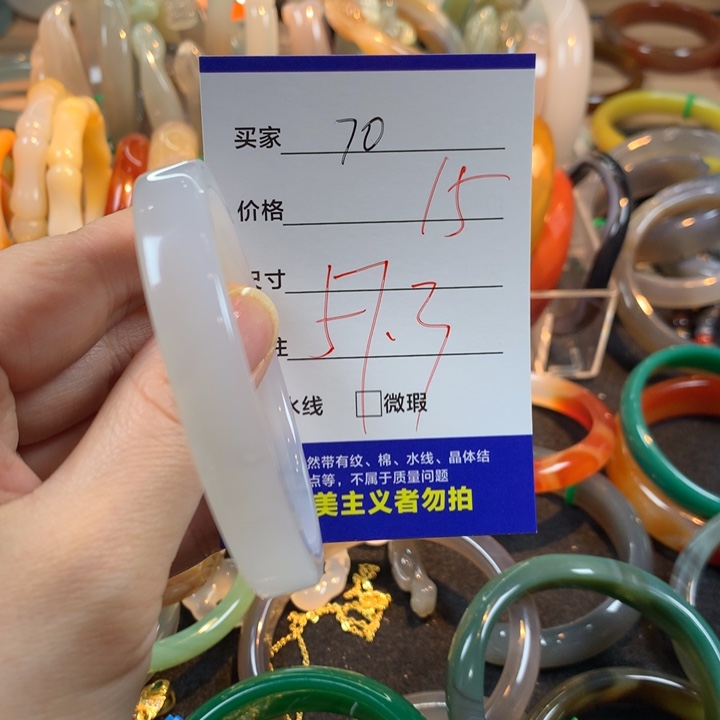 买家 70
价格 15
尺寸 57.3
注
水线 微瑕
然带有纹、棉、水线、晶体结
点等，不属于质量问题
美主义者勿拍